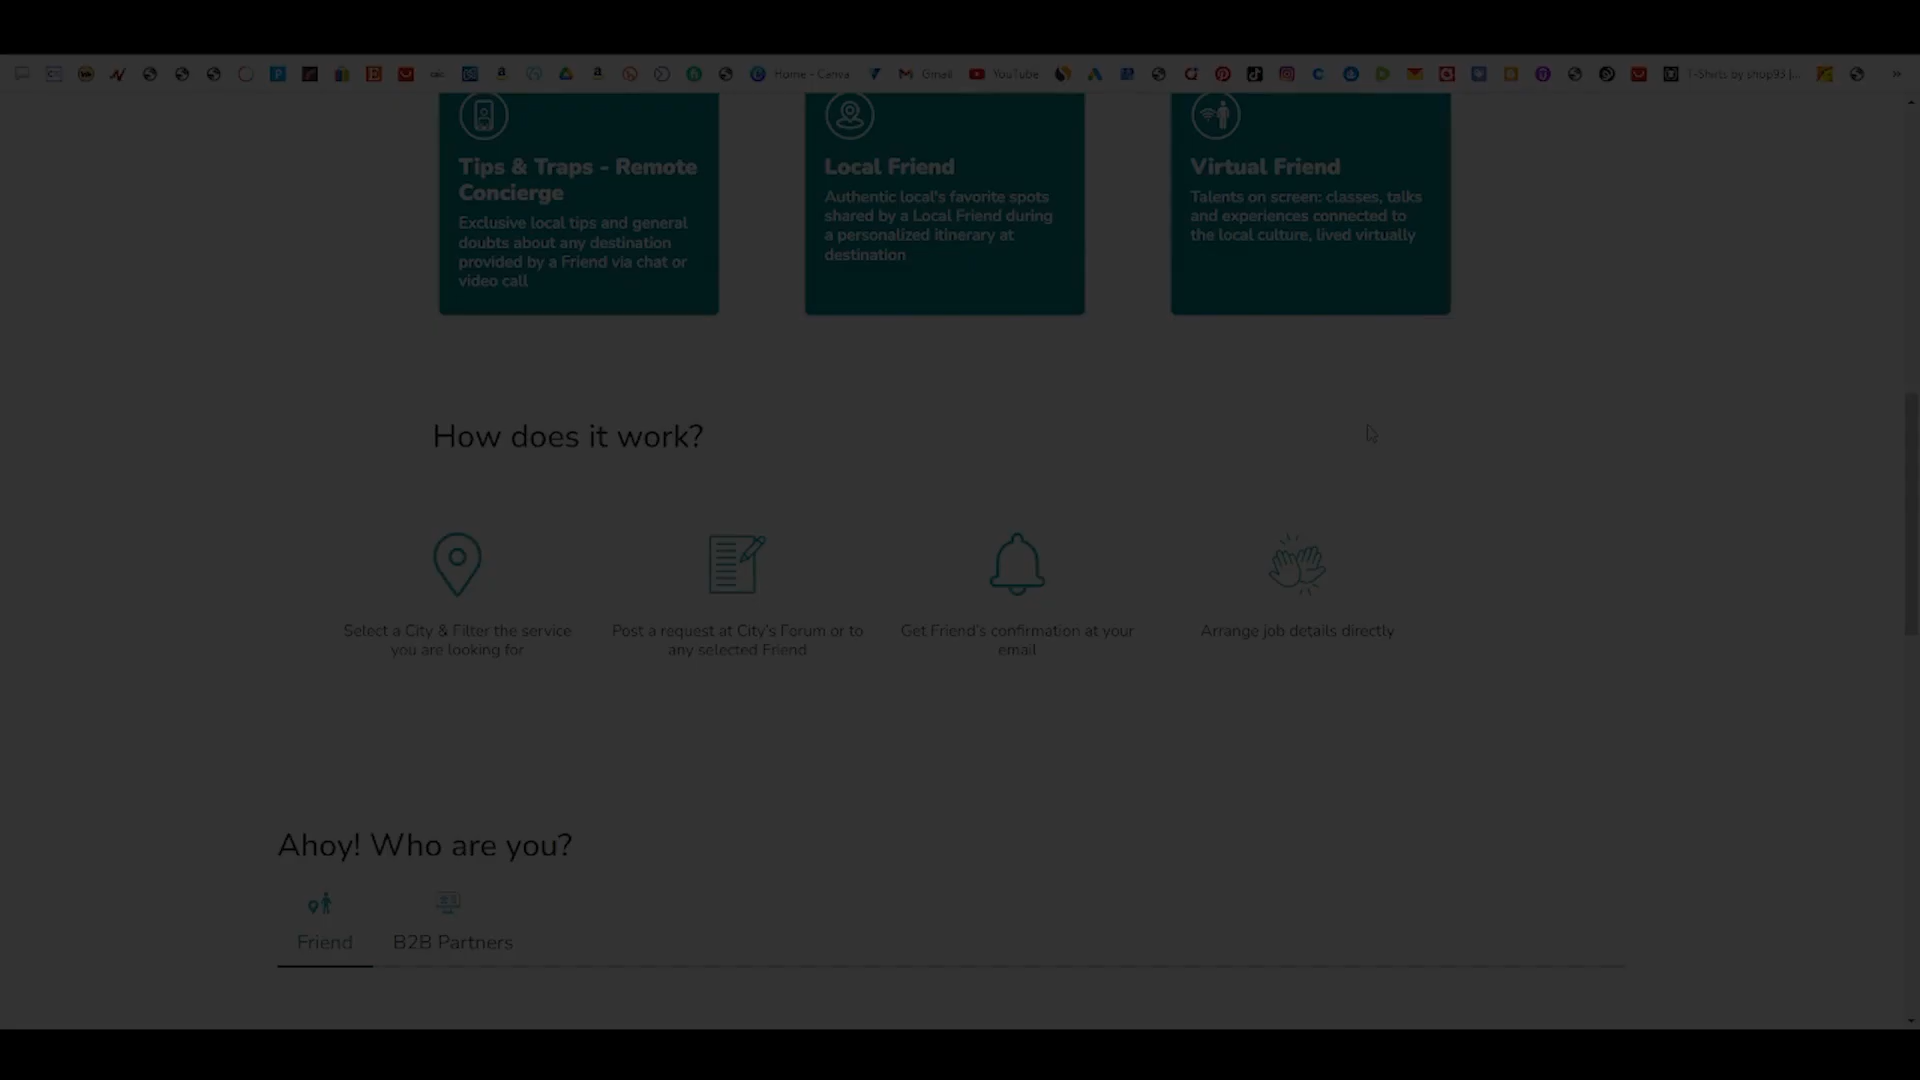 Home - Canva
Gmail
YouTube
T-Shirts by shop93 |...
Tips & Traps - Remote
Concierge
Exclusive local tips and general
doubts about any destination
provided by a Friend via chat or
video call
Local Friend
Authentic local's favorite spots
shared by a Local Friend during
a personalized itinerary at
destination
Virtual Friend
Talents on screen: classes, talks
and experiences connected to
the local culture, lived virtually
How does it work?
Select a City & Filter the service
you are looking for
Post a request at City's Forum or to
any selected Friend
Get Friend's confirmation at your
email
Arrange job details directly
Ahoy! Who are you?
Friend
B2B Partners